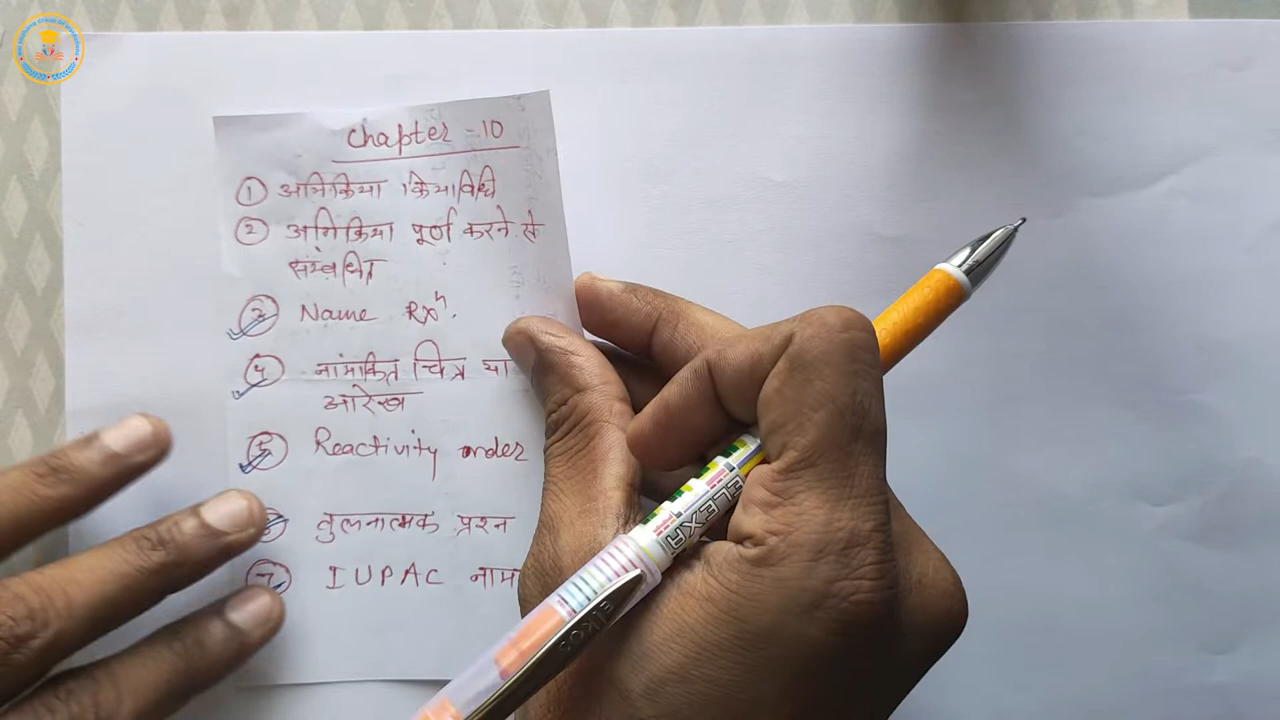 Chapter - 10
① अभिक्रिया क्रियाविधि
② अभिक्रिया पूर्ण करने से
संबंधित
③ Name Rxⁿ.
④ नामांकित चित्र या
आरेख
⑤ Reactivity order
तुलनात्मक प्रश्न
⑦ IUPAC नाम
ELKOS